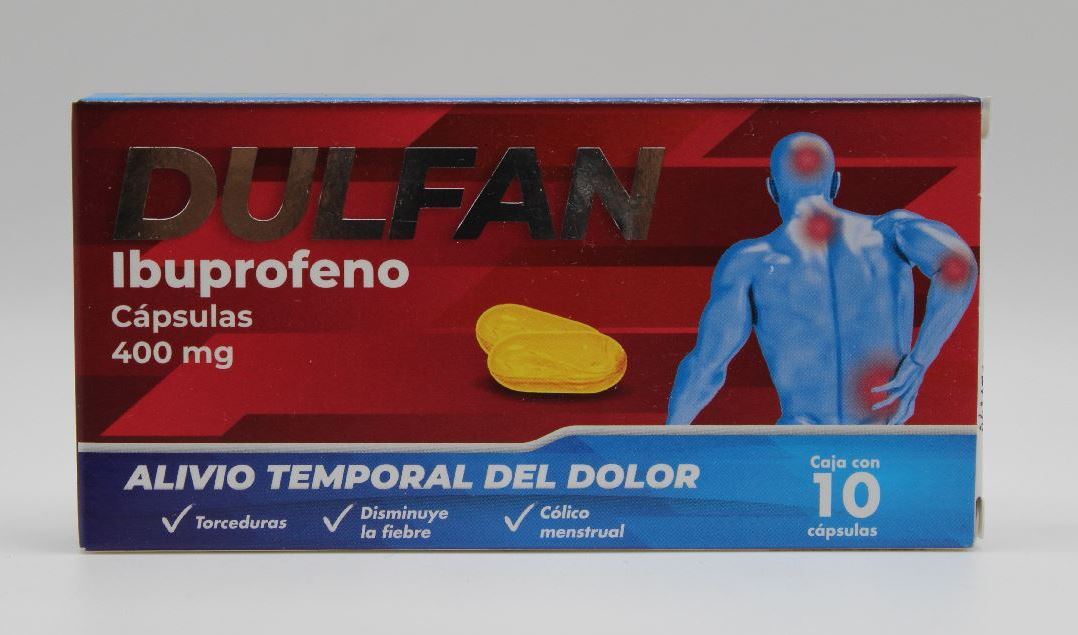 DULFAN
Ibuprofeno
Cápsulas
400 mg
ALIVIO TEMPORAL DEL DOLOR
Torceduras
Disminuye
la fiebre
Cólico
menstrual
Caja con
10
cápsulas